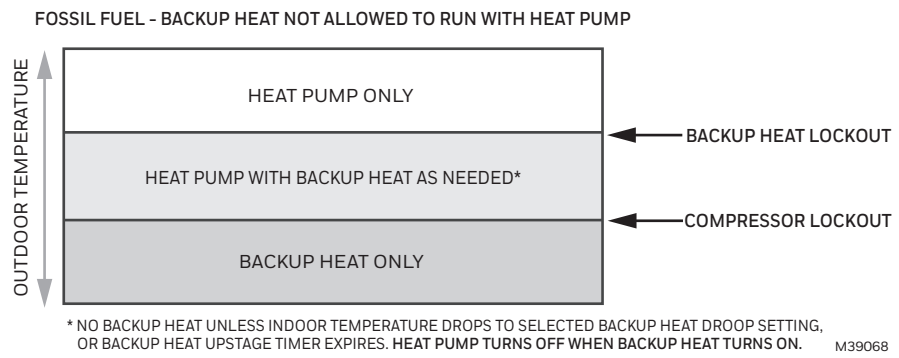 FOSSIL FUEL - BACKUP HEAT NOT ALLOWED TO RUN WITH HEAT PUMP
OUTDOOR TEMPERATURE
HEAT PUMP ONLY
BACKUP HEAT LOCKOUT
HEAT PUMP WITH BACKUP HEAT AS NEEDED*
COMPRESSOR LOCKOUT
BACKUP HEAT ONLY
* NO BACKUP HEAT UNLESS INDOOR TEMPERATURE DROPS TO SELECTED BACKUP HEAT DROOP SETTING,
OR BACKUP HEAT UPSTAGE TIMER EXPIRES. HEAT PUMP TURNS OFF WHEN BACKUP HEAT TURNS ON.
M39068